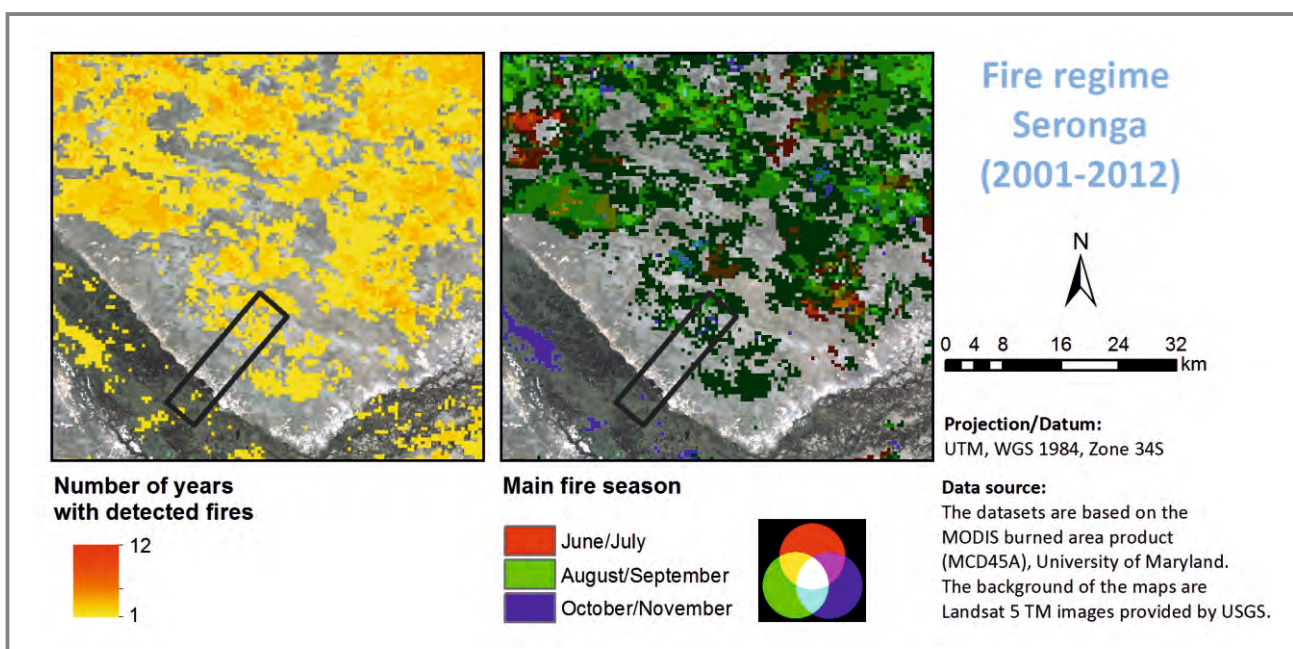 Fire regime
Seronga
(2001-2012)
N
0 4 8 16 24 32
km
Projection/Datum:
UTM, WGS 1984, Zone 34S
Data source:
The datasets are based on the
MODIS burned area product
(MCD45A), University of Maryland.
The background of the maps are
Landsat 5 TM images provided by USGS.
Number of years
with detected fires
12
1
Main fire season
June/July
August/September
October/November